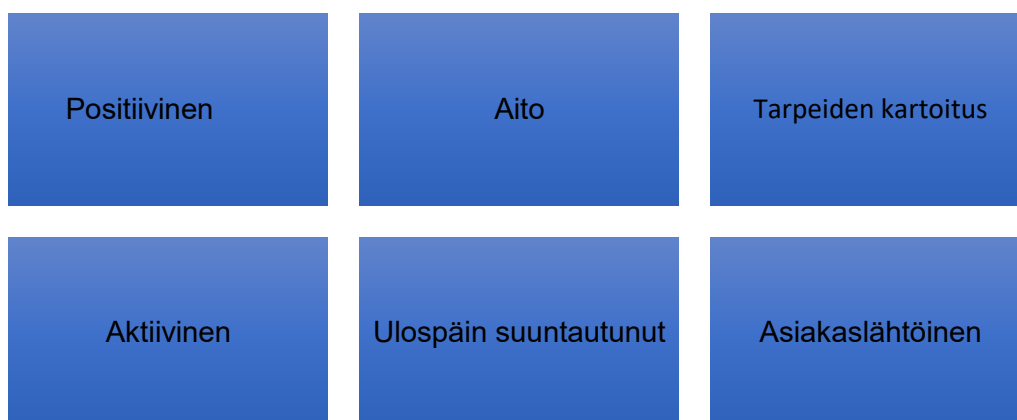 Positiivinen
Aito
Tarpeiden kartoitus
Aktiivinen
Ulospäin suuntautunut
Asiakaslähtöinen